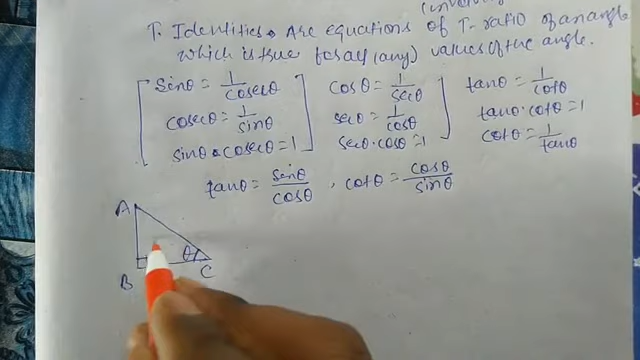 (involv
T. Identities. Are equations of T-ratio of an angle
which is true for all (any) values of the angle.
sinθ = 1/cosecθ cosθ = 1/secθ tanθ = 1/cotθ
cosecθ = 1/sinθ secθ = 1/cosθ tanθ·cotθ = 1
sinθ·cosecθ = 1 secθ·cosθ = 1 cotθ = 1/tanθ
tanθ = sinθ/cosθ , cotθ = cosθ/sinθ
A
θ
B C